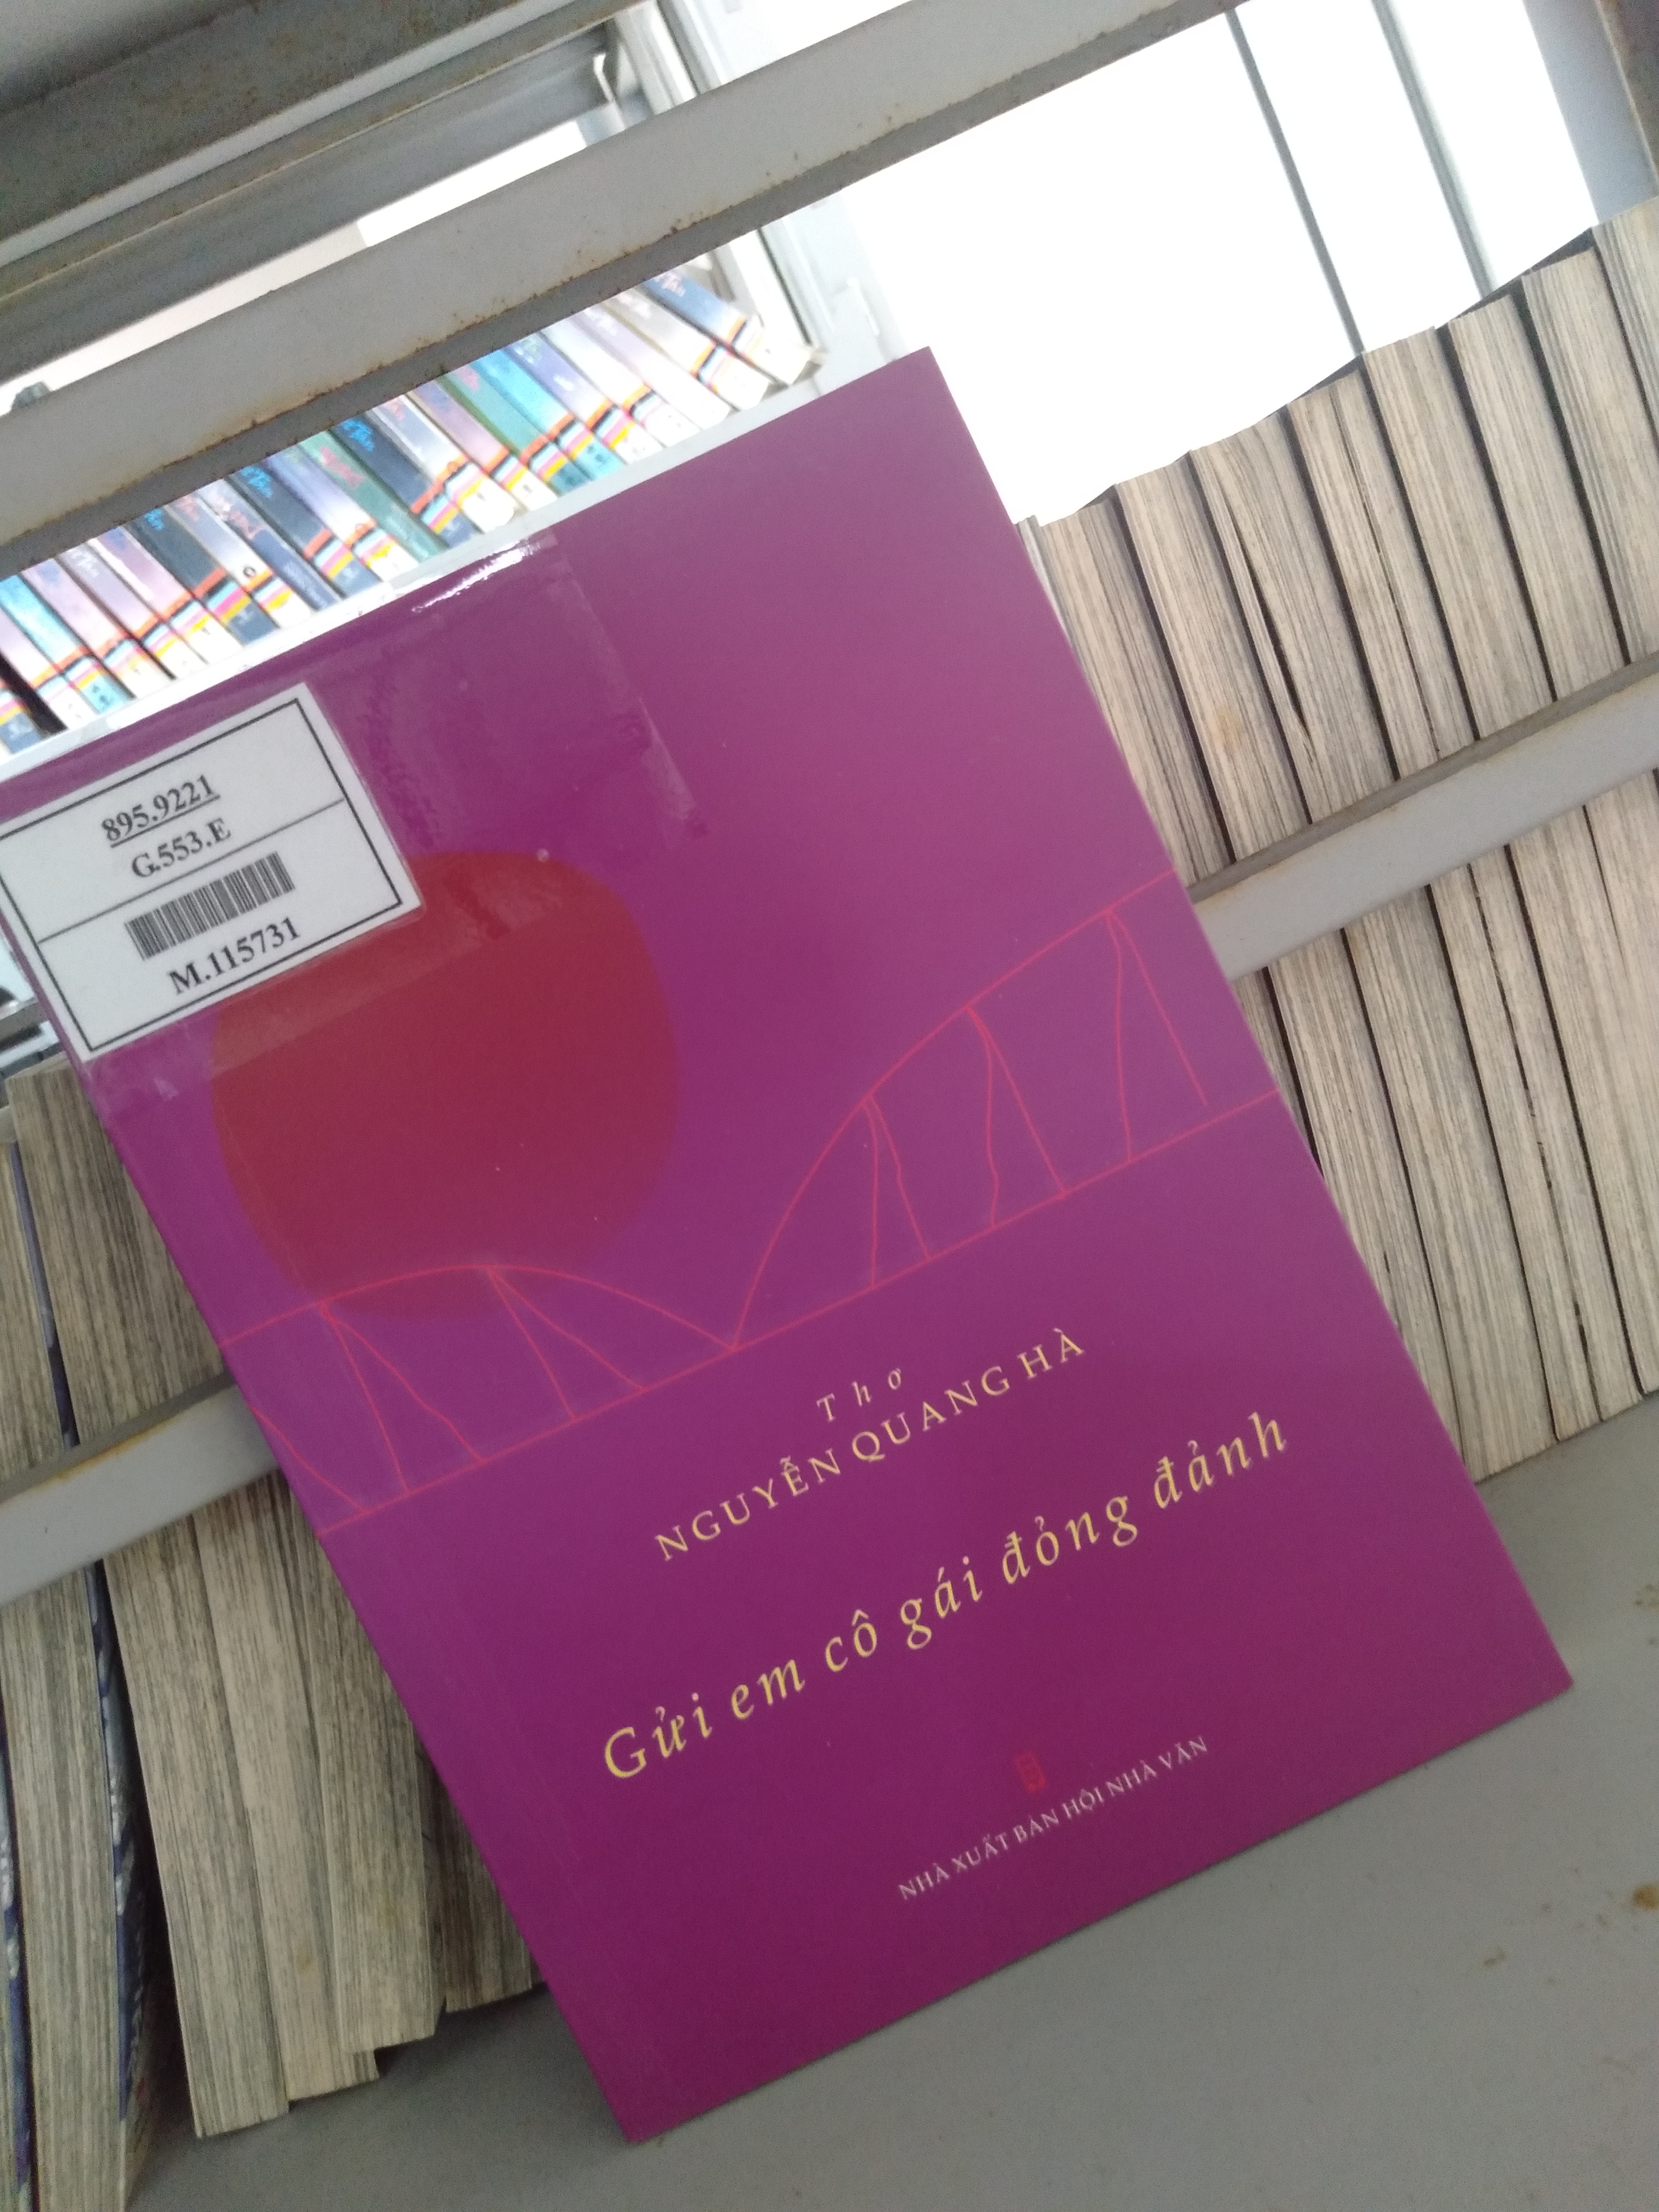 895.9221
G.553.E
M.115731
Thơ
NGUYỄN QUANG HÀ
Gửi em cô gái đỏng đảnh
NHÀ XUẤT BẢN HỘI NHÀ VĂN